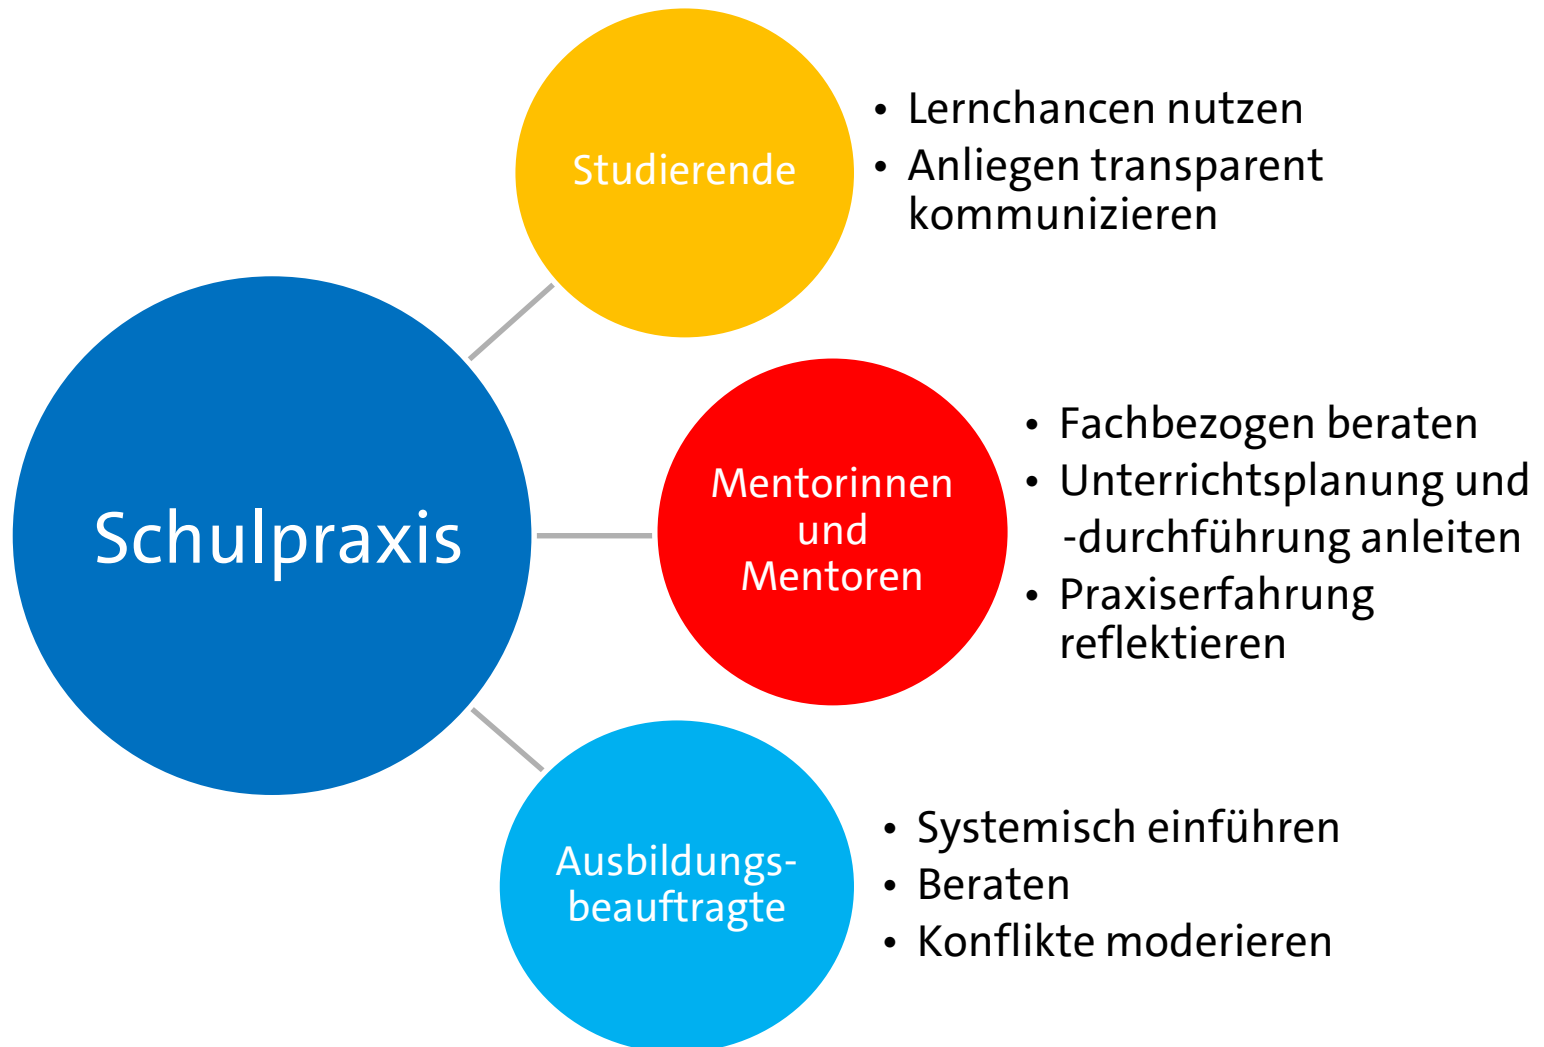 Studierende
• Lernchancen nutzen
• Anliegen transparent
kommunizieren
Schulpraxis
Mentorinnen
und
Mentoren
• Fachbezogen beraten
• Unterrichtsplanung und
-durchführung anleiten
• Praxiserfahrung
reflektieren
Ausbildungs-
beauftragte
• Systemisch einführen
• Beraten
• Konflikte moderieren